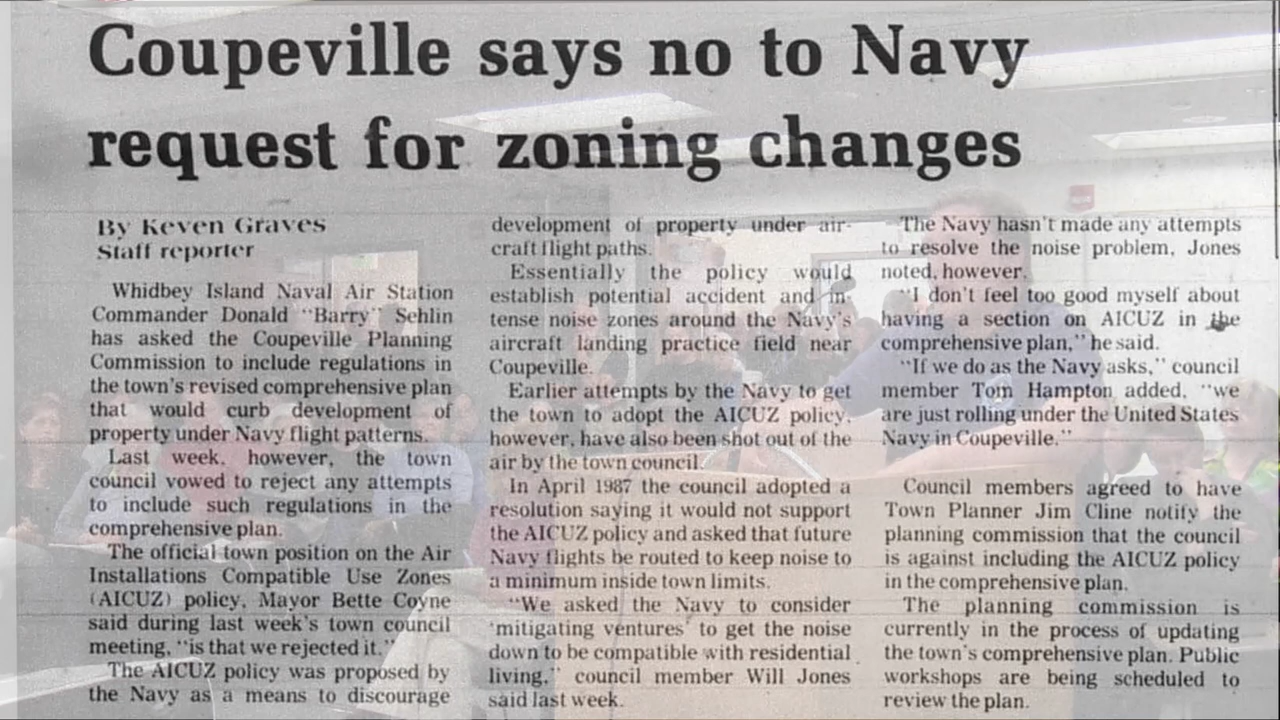 Coupeville says no to Navy
request for zoning changes
By Keven Graves
Staff reporter
Whidbey Island Naval Air Station
Commander Donald "Barry" Sehlin
has asked the Coupeville Planning
Commission to include regulations in
the town's revised comprehensive plan
that would curb development of
property under Navy flight patterns.
Last week, however, the town
council vowed to reject any attempts
to include such regulations in the
comprehensive plan.
The official town position on the Air
Installations Compatible Use Zones
(AICUZ) policy, Mayor Bette Coyne
said during last week's town council
meeting, "is that we rejected it."
The AICUZ policy was proposed by
the Navy as a means to discourage
development of property under air-
craft flight paths.
Essentially the policy would
establish potential accident and in-
tense noise zones around the Navy's
aircraft landing practice field near
Coupeville.
Earlier attempts by the Navy to get
the town to adopt the AICUZ policy,
however, have also been shot out of the
air by the town council.
In April 1987 the council adopted a
resolution saying it would not support
the AICUZ policy and asked that future
Navy flights be routed to keep noise to
a minimum inside town limits.
"We asked the Navy to consider
'mitigating ventures' to get the noise
down to be compatible with residential
living," council member Will Jones
said last week.
The Navy hasn't made any attempts
to resolve the noise problem, Jones
noted, however.
"I don't feel too good myself about
having a section on AICUZ in the
comprehensive plan," he said.
"If we do as the Navy asks," council
member Tom Hampton added, "we
are just rolling under the United States
Navy in Coupeville."
Council members agreed to have
Town Planner Jim Cline notify the
planning commission that the council
is against including the AICUZ policy
in the comprehensive plan.
The planning commission is
currently in the process of updating
the town's comprehensive plan. Public
workshops are being scheduled to
review the plan.